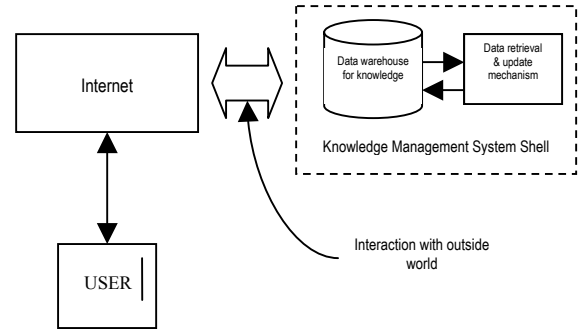 Internet
Data warehouse
for knowledge
Data retrieval
& update
mechanism
Knowledge Management System Shell
Interaction with outside
world
USER